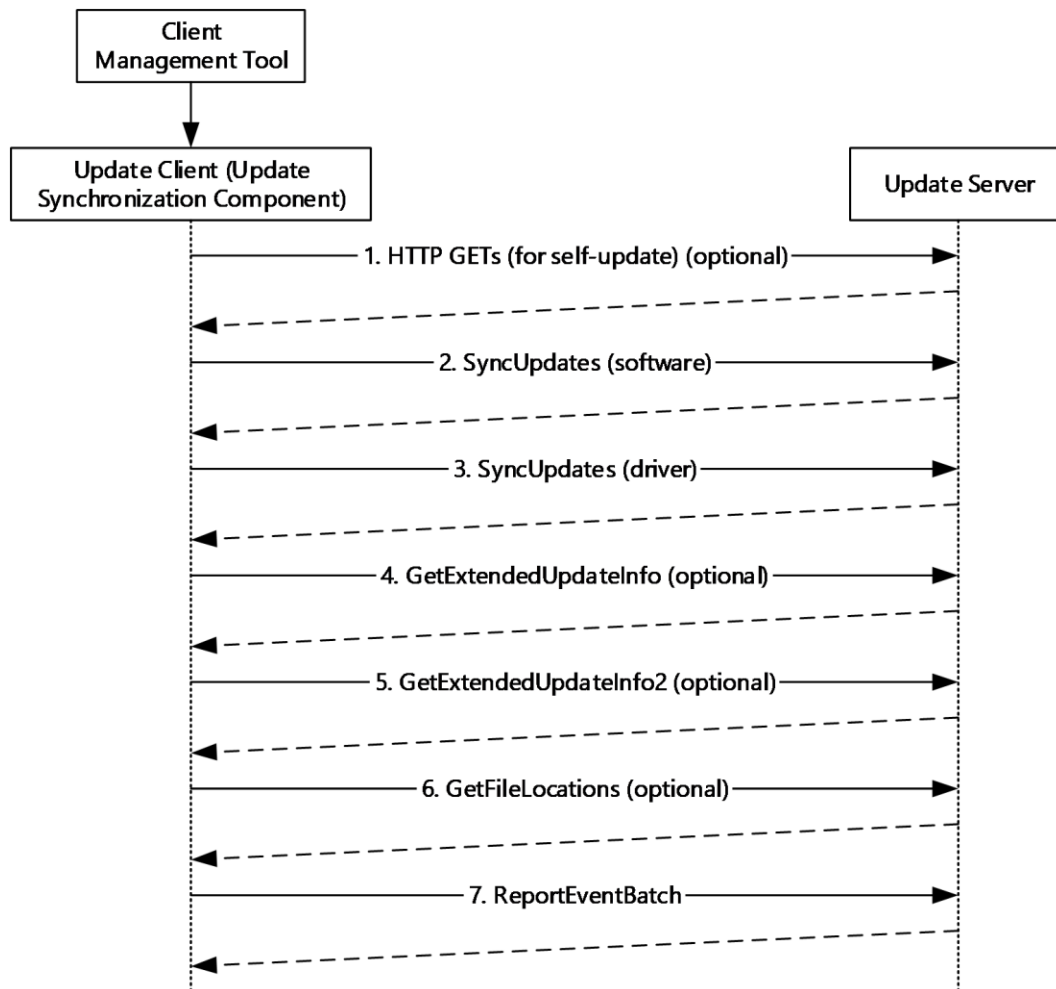 Client
Management Tool
Update Client (Update
Synchronization Component)
Update Server
1. HTTP GETs (for self-update) (optional)
2. SyncUpdates (software)
3. SyncUpdates (driver)
4. GetExtendedUpdateInfo (optional)
5. GetExtendedUpdateInfo2 (optional)
6. GetFileLocations (optional)
7. ReportEventBatch